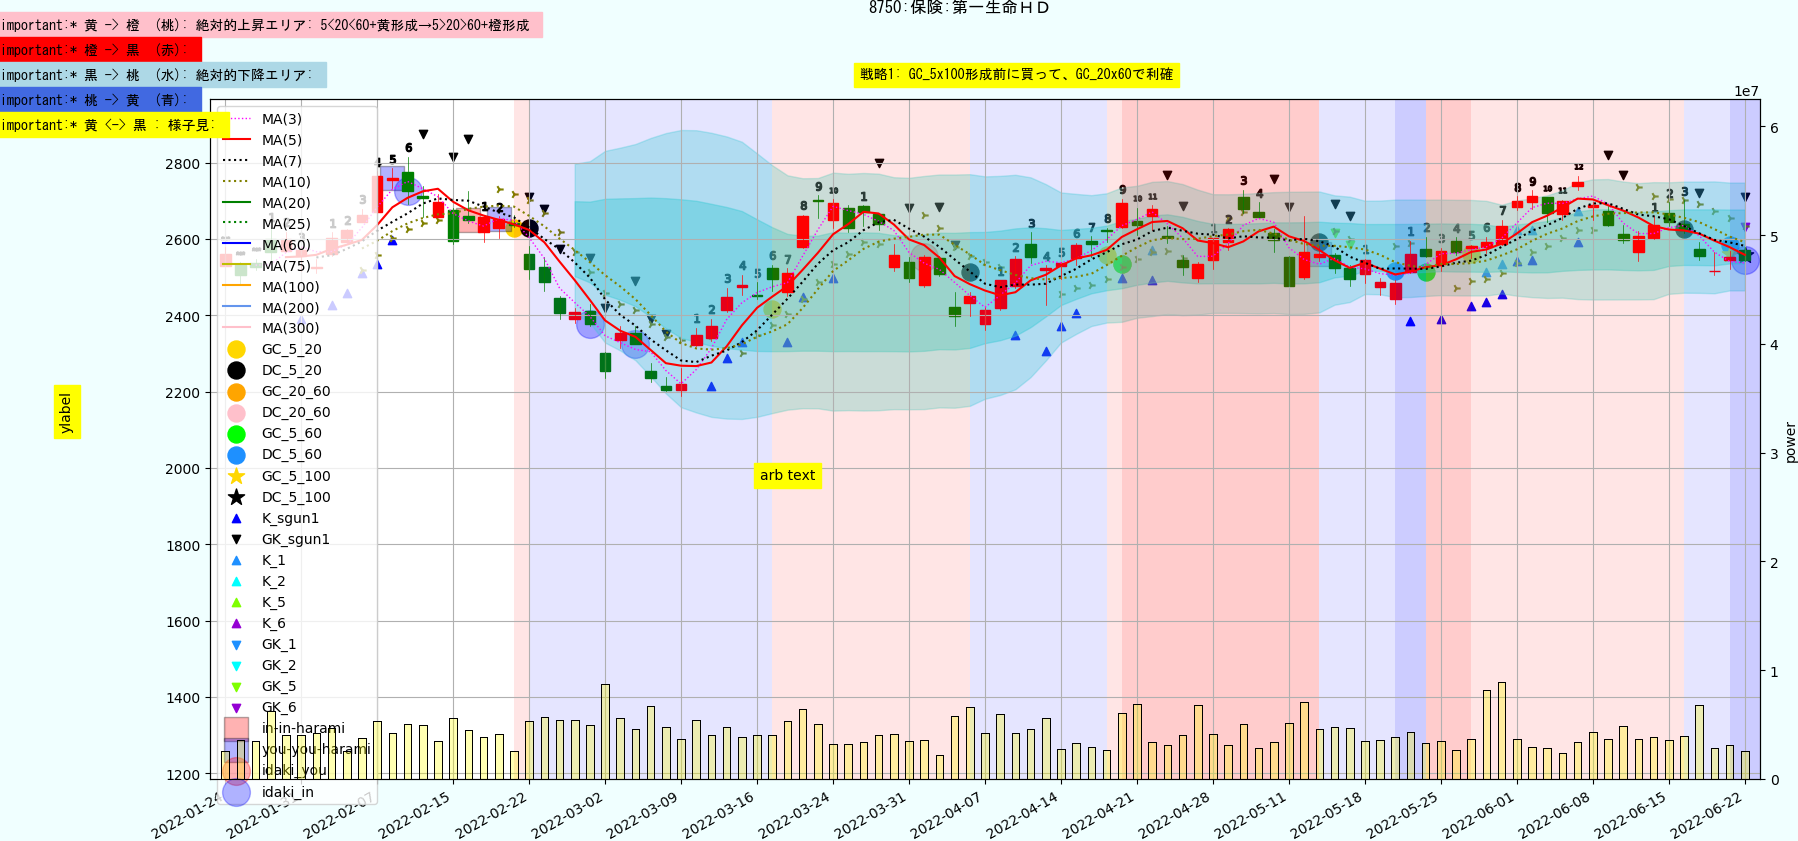 8750:保険:第一生命ＨＤ
important:* 黄 -> 橙 （桃）: 絶対的上昇エリア: 5<20<60+黄形成→5>20>60+橙形成
important:* 橙 -> 黒 （赤）:
important:* 黒 -> 桃 （水）: 絶対的下降エリア:
important:* 桃 -> 黄 （青）:
important:* 黄 <-> 黒 : 様子見:
戦略1: GC_5x100形成前に買って、GC_20x60で利確
1e7
MA(3)
MA(5)
MA(7)
MA(10)
MA(20)
MA(25)
MA(60)
MA(75)
MA(100)
MA(200)
MA(300)
GC_5_20
DC_5_20
GC_20_60
DC_20_60
GC_5_60
DC_5_60
GC_5_100
DC_5_100
K_sgun1
GK_sgun1
K_1
K_2
K_5
K_6
GK_1
GK_2
GK_5
GK_6
in-in-harami
you-you-harami
idaki_you
idaki_in
2800
2600
2400
2200
2000
1800
1600
1400
1200
ylabel
arb text
6
5
4
3
2
1
0
power
2022-01-24
2022-01-31
2022-02-07
2022-02-15
2022-02-22
2022-03-02
2022-03-09
2022-03-16
2022-03-24
2022-03-31
2022-04-07
2022-04-14
2022-04-21
2022-04-28
2022-05-11
2022-05-18
2022-05-25
2022-06-01
2022-06-08
2022-06-15
2022-06-22